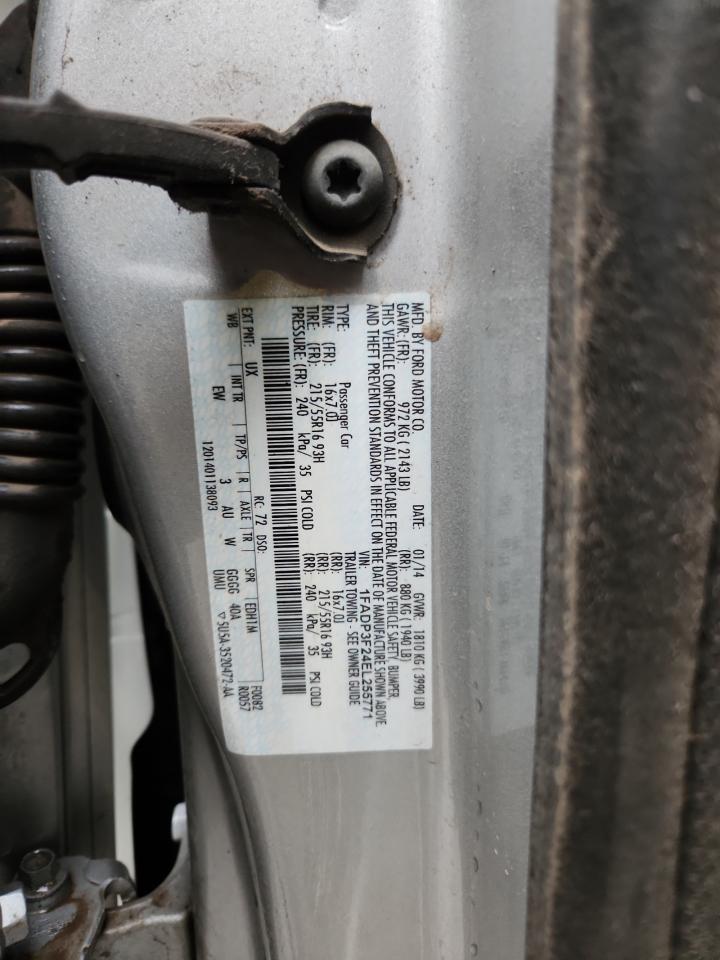 MFD. BY FORD MOTOR CO. DATE: 01/14 GVWR: 1810 KG ( 3990 LB)
GAWR: (FR): 972 KG ( 2143 LB) (RR): 880 KG ( 1940 LB)
THIS VEHICLE CONFORMS TO ALL APPLICABLE FEDERAL MOTOR VEHICLE SAFETY, BUMPER,
AND THEFT PREVENTION STANDARDS IN EFFECT ON THE DATE OF MANUFACTURE SHOWN ABOVE.
VIN: 1FADP3F24EL255771
TYPE: Passenger Car TRAILER TOWING - SEE OWNER GUIDE
RIM: (FR): 16x7.0J (RR): 16x7.0J
TIRE: (FR): 215/55R16 93H (RR): 215/55R16 93H
PRESSURE: (FR): 240 kPa/ 35 PSI COLD (RR): 240 kPa/ 35 PSI COLD
EXT PNT: UX RC: 72 DSO: F0082
WB INT TR TP/PS R AXLE TR SPR EDH1M R0057
EW 3 AU W GGGG 4DA
1201401138093 UMU ▽ 5U5A-3520472-AA